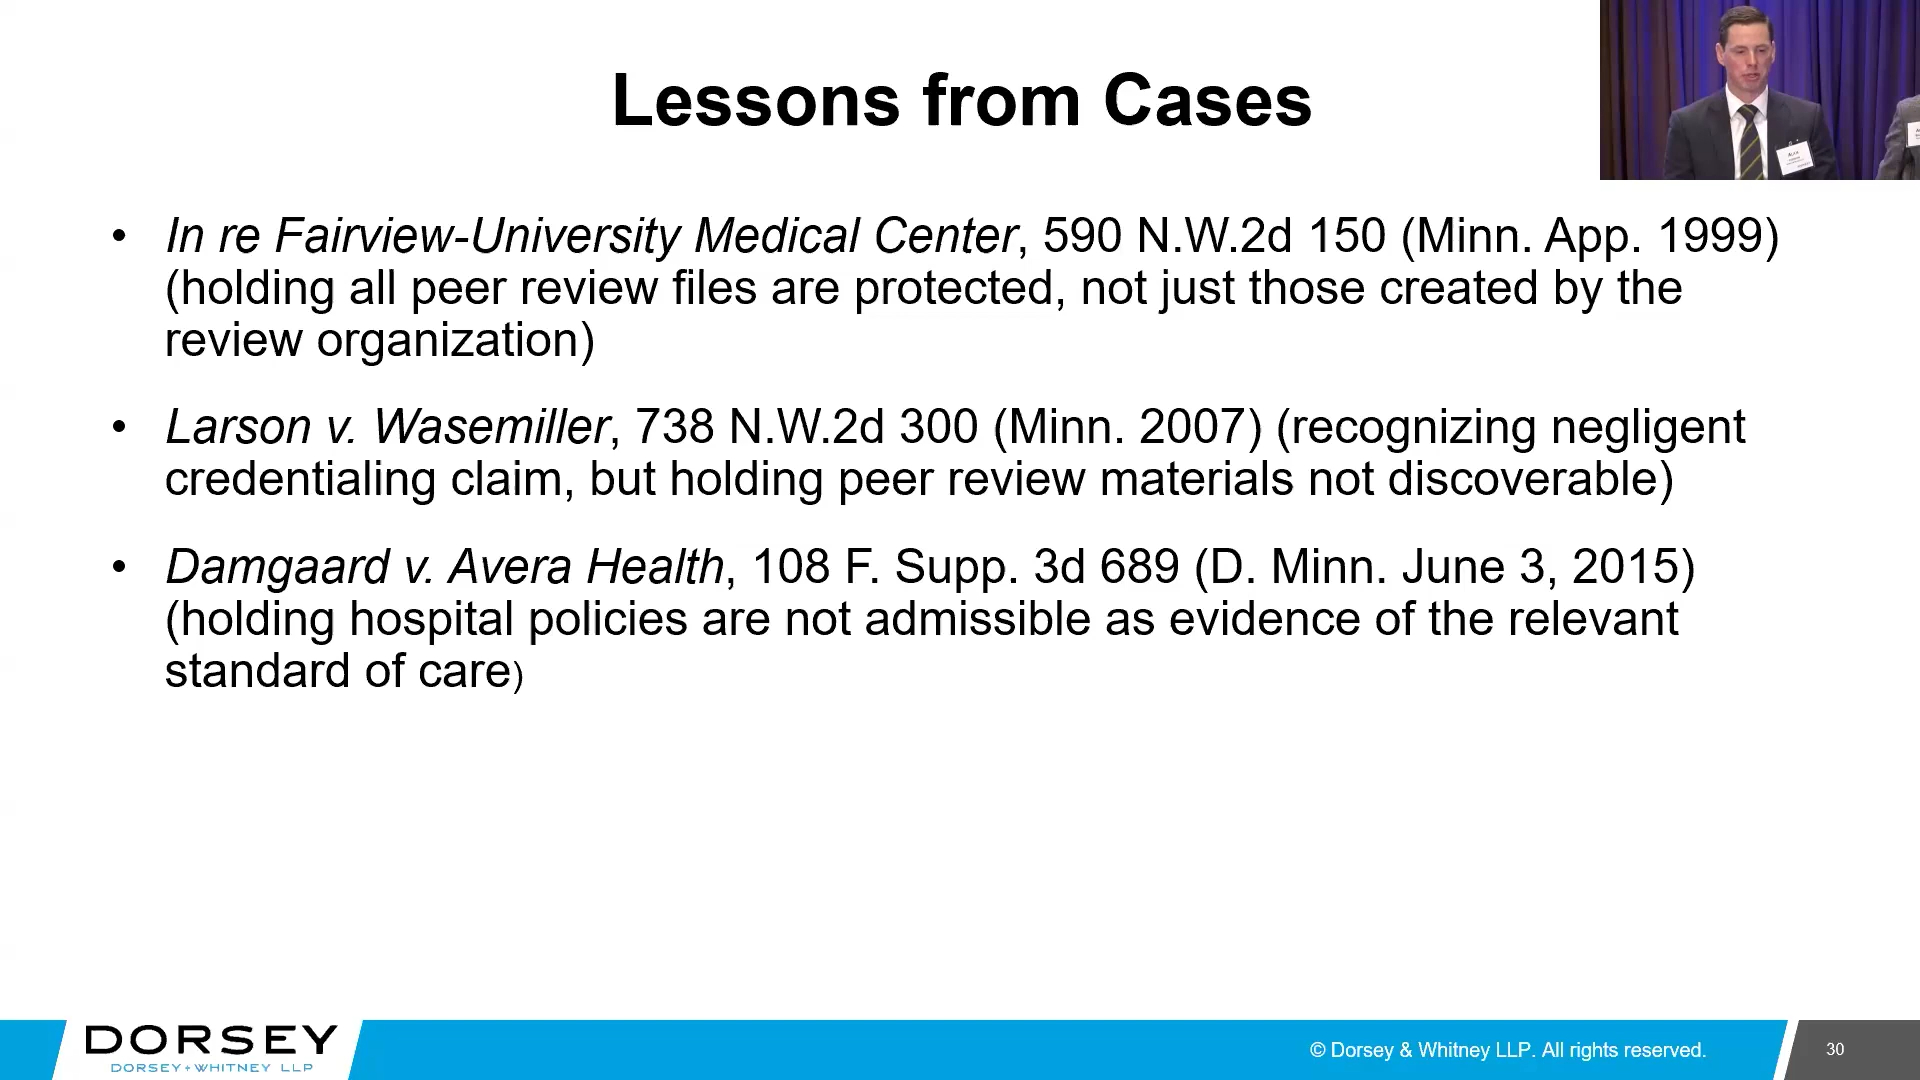 Lessons from Cases
• In re Fairview-University Medical Center, 590 N.W.2d 150 (Minn. App. 1999)
(holding all peer review files are protected, not just those created by the
review organization)
• Larson v. Wasemiller, 738 N.W.2d 300 (Minn. 2007) (recognizing negligent
credentialing claim, but holding peer review materials not discoverable)
• Damgaard v. Avera Health, 108 F. Supp. 3d 689 (D. Minn. June 3, 2015)
(holding hospital policies are not admissible as evidence of the relevant
standard of care)
DORSEY
DORSEY+WHITNEY LLP
© Dorsey & Whitney LLP. All rights reserved.
30